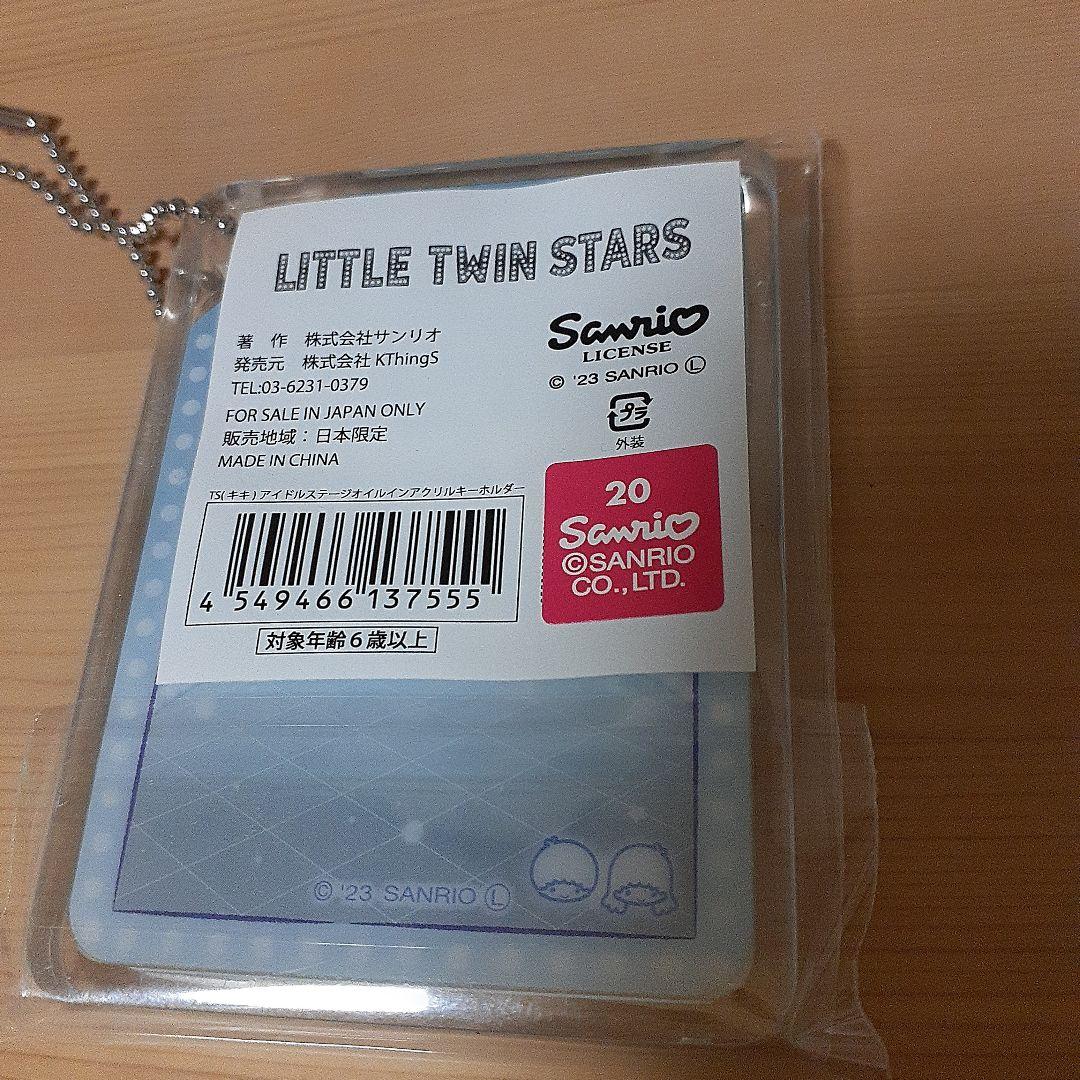 LITTLE TWIN STARS
著 作 株式会社サンリオ
発売元 株式会社 KThingS
TEL:03-6231-0379
FOR SALE IN JAPAN ONLY
販売地域：日本限定
MADE IN CHINA
Sanrio
LICENSE
© '23 SANRIO Ⓛ
プラ
外装
TS(キキ) アイドルステージオイルインアクリルキーホルダー
4 549466 137555
対象年齢６歳以上
20
Sanrio
©SANRIO
CO.,LTD.
© '23 SANRIO Ⓛ